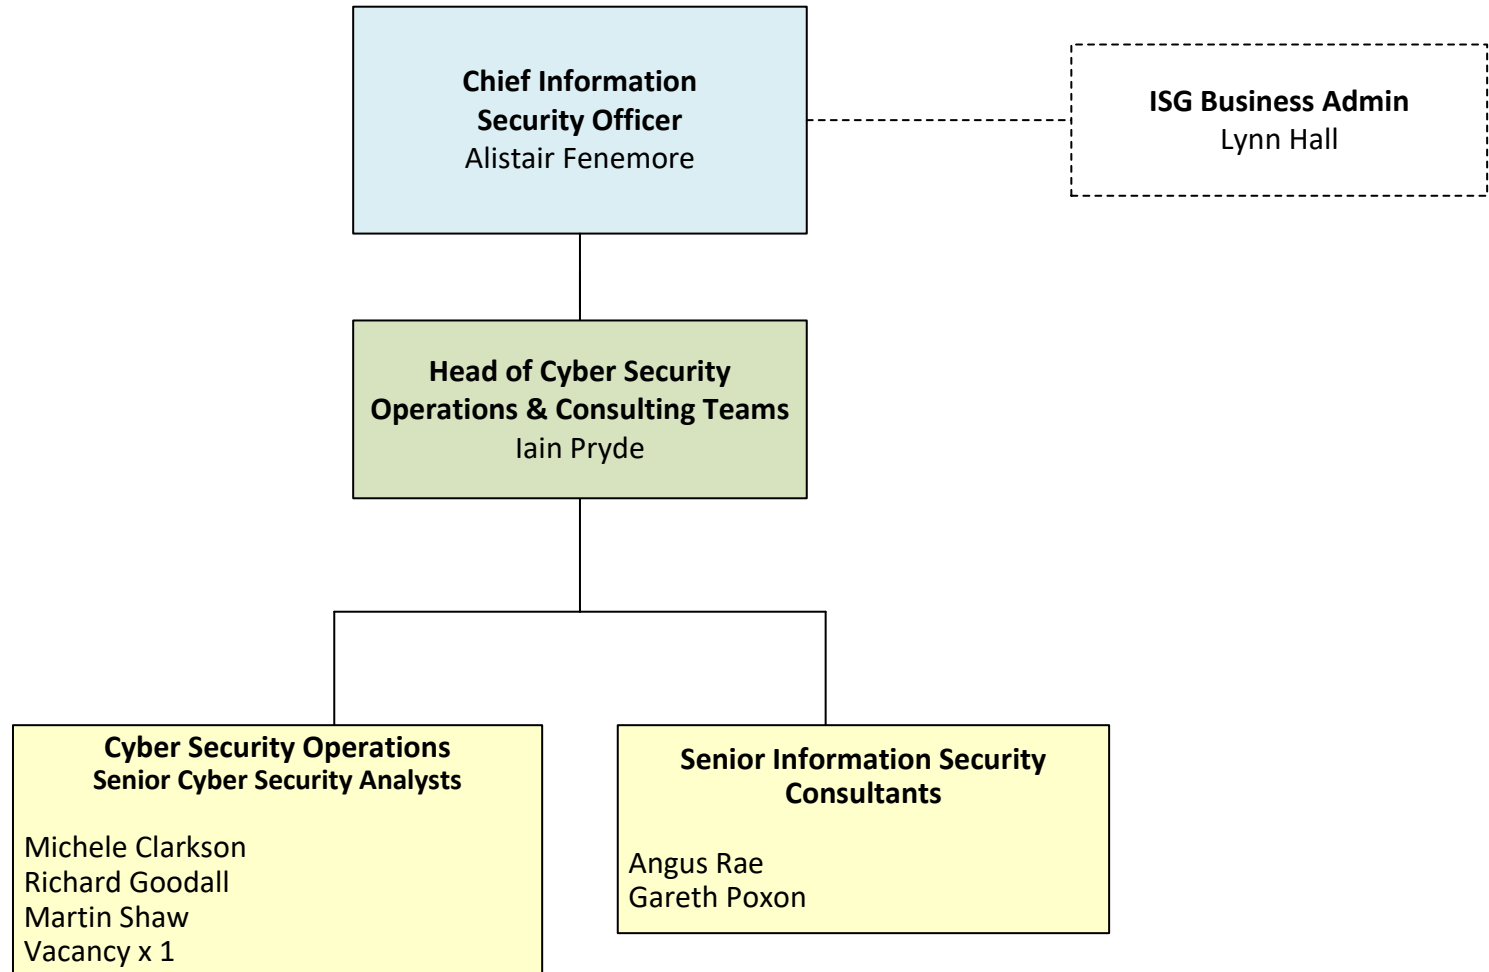 Chief Information
Security Officer
Alistair Fenemore
ISG Business Admin
Lynn Hall
Head of Cyber Security
Operations & Consulting Teams
Iain Pryde
Cyber Security Operations
Senior Cyber Security Analysts
Michele Clarkson
Richard Goodall
Martin Shaw
Vacancy x 1
Senior Information Security
Consultants
Angus Rae
Gareth Poxon